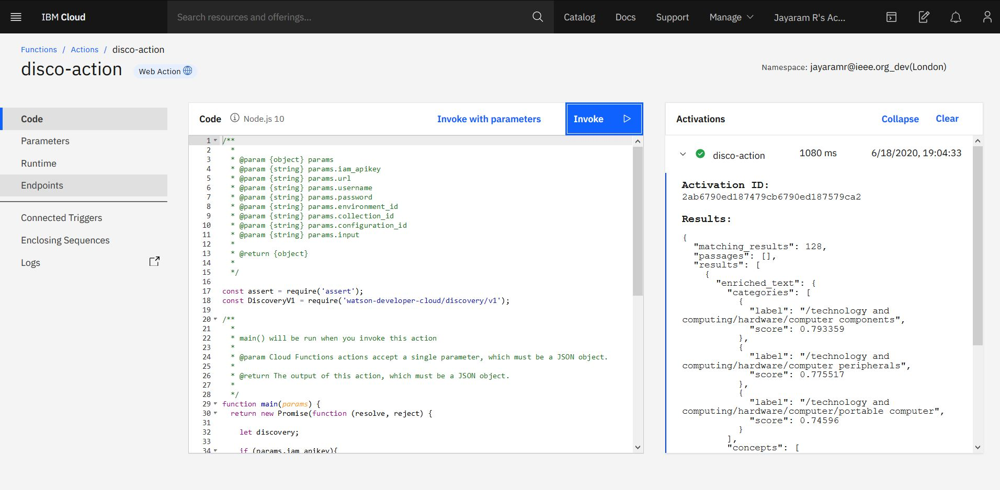 IBM Cloud
Search resources and offerings...
Catalog
Docs
Support
Manage
Jayaram R's Ac...
Functions / Actions / disco-action
disco-action
Web Action
Namespace: jayaramr@ieee.org_dev(London)
Code
Parameters
Runtime
Endpoints
Connected Triggers
Enclosing Sequences
Logs
Code
Node.js 10
Invoke with parameters
Invoke
1 /**
2 *
3 * @param {object} params
4 * @param {string} params.iam_apikey
5 * @param {string} params.url
6 * @param {string} params.username
7 * @param {string} params.password
8 * @param {string} params.environment_id
9 * @param {string} params.collection_id
10 * @param {string} params.configuration_id
11 * @param {string} params.input
12 *
13 * @return {object}
14 *
15 */
16
17 const assert = require('assert');
18 const DiscoveryV1 = require('watson-developer-cloud/discovery/v1');
19
20 /**
21 *
22 * main() will be run when you invoke this action
23 *
24 * @param Cloud Functions actions accept a single parameter, which must be a JSON object.
25 *
26 * @return The output of this action, which must be a JSON object.
27 *
28 */
29 function main(params) {
30 return new Promise(function (resolve, reject) {
31
32 let discovery;
33
34 if (params.iam_apikey){
Activations
Collapse
Clear
disco-action
1080 ms
6/18/2020, 19:04:33
Activation ID:
2ab6790ed187479cb6790ed187579ca2
Results:
{
"matching_results": 128,
"passages": [],
"results": [
{
"enriched_text": {
"categories": [
{
"label": "/technology and
computing/hardware/computer components",
"score": 0.793359
},
{
"label": "/technology and
computing/hardware/computer peripherals",
"score": 0.775517
},
{
"label": "/technology and
computing/hardware/computer/portable computer",
"score": 0.74596
}
],
"concepts": [